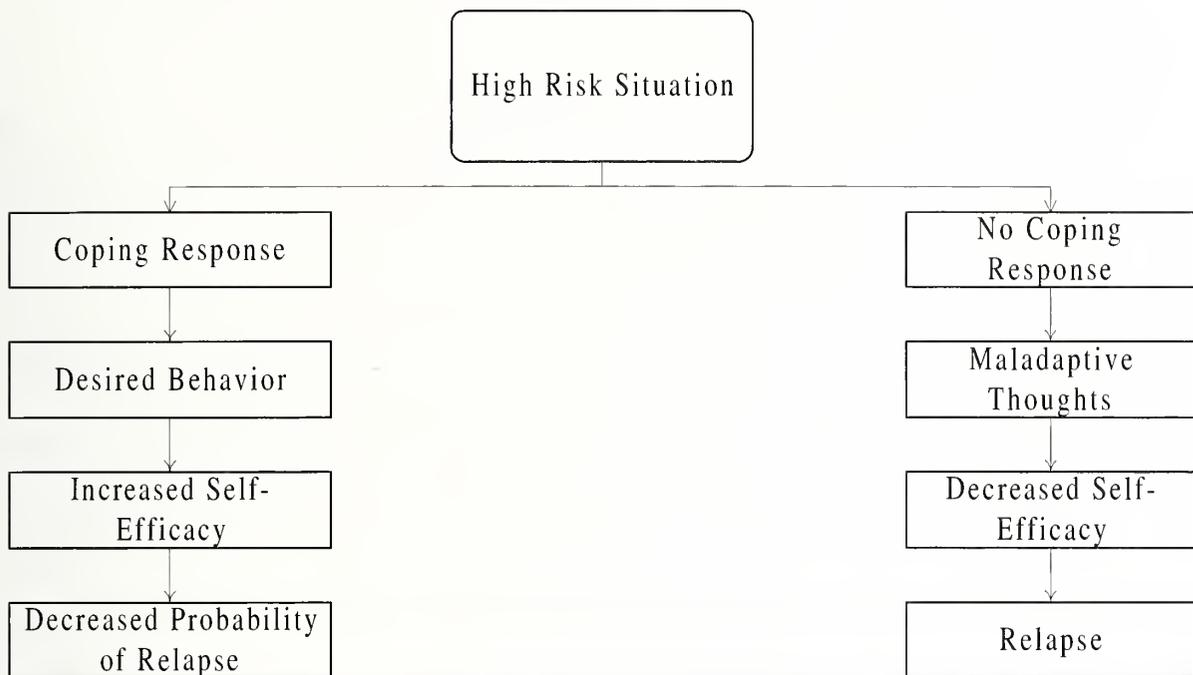 High Risk Situation
Coping Response
Desired Behavior
Increased Self-
Efficacy
Decreased Probability
of Relapse
No Coping
Response
Maladaptive
Thoughts
Decreased Self-
Efficacy
Relapse